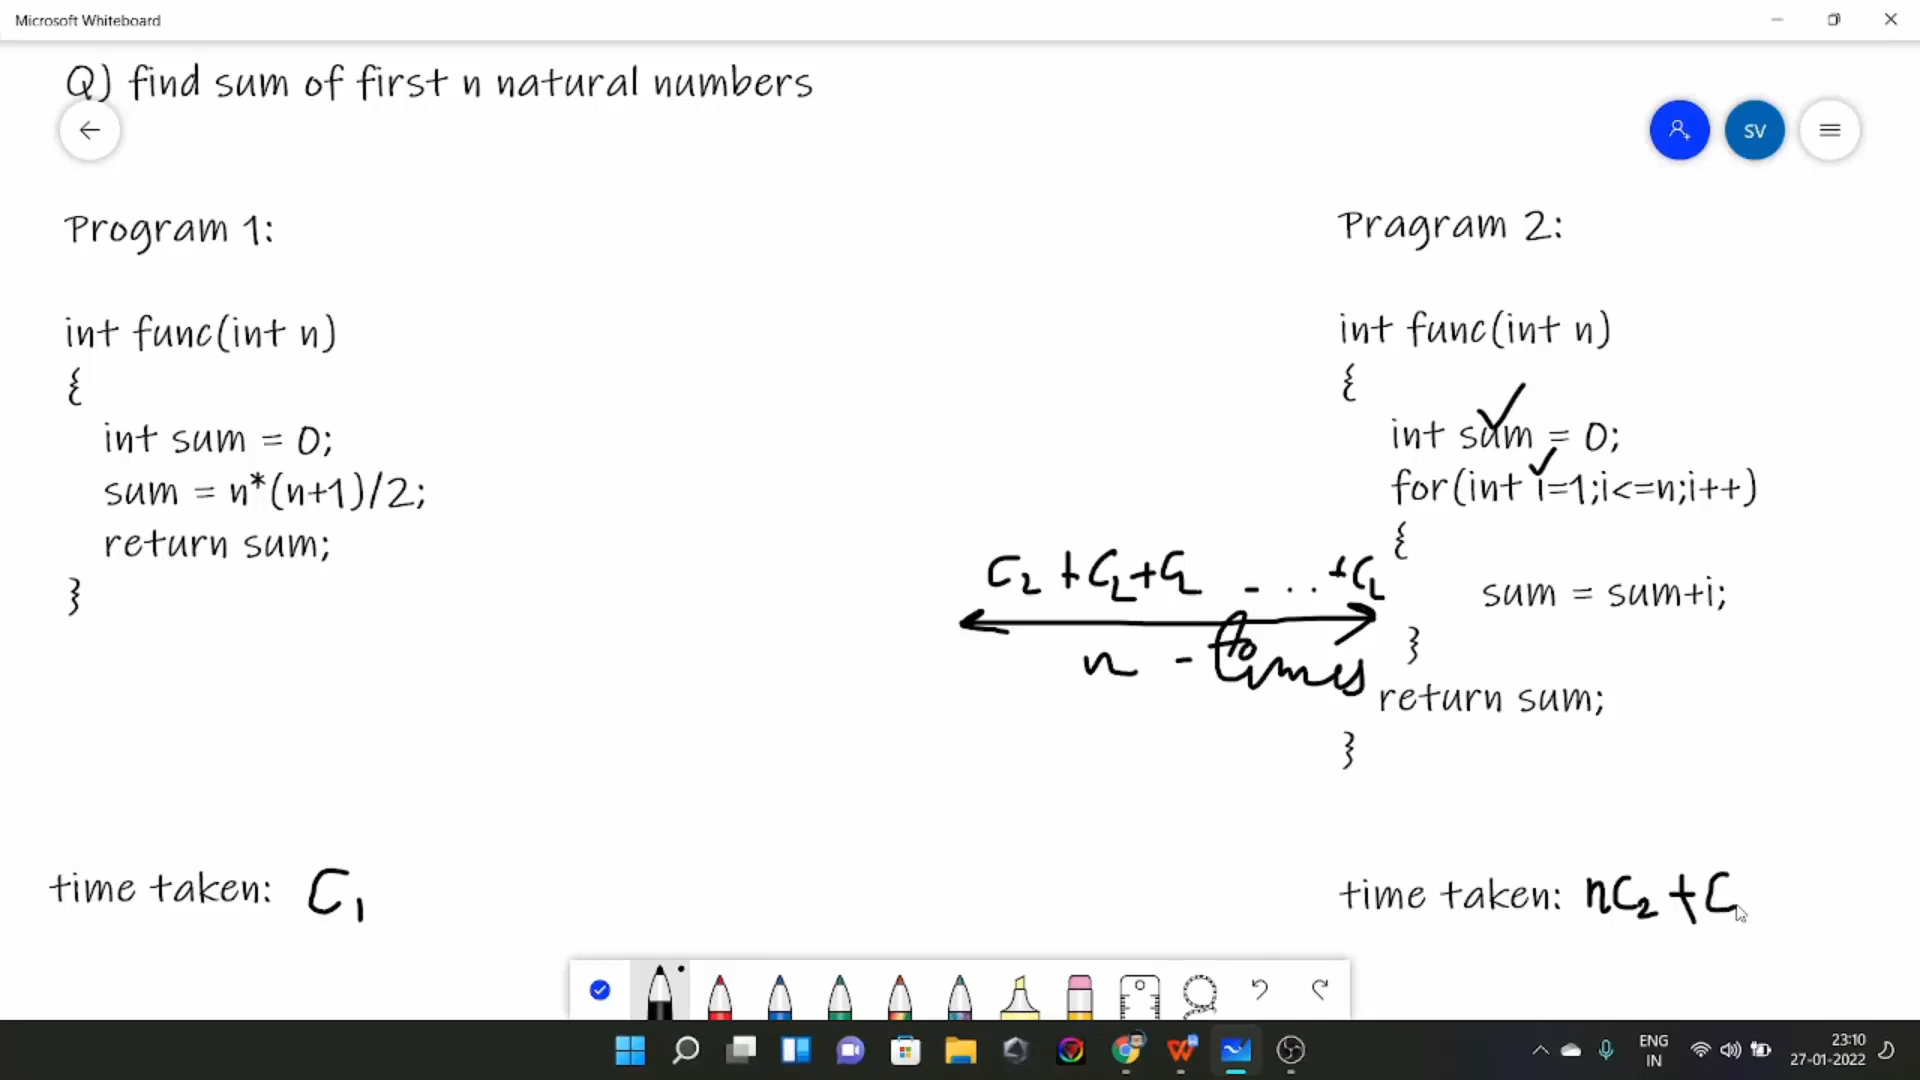 Microsoft Whiteboard
Q) find sum of first n natural numbers
SV
Program 1:
int func(int n)
{
int sum = 0;
sum = n*(n+1)/2;
return sum;
}
time taken: C1
Pragram 2:
int func(int n)
{
int sum = 0;
for(int i=1;i<=n;i++)
{
sum = sum+i;
}
return sum;
}
C2 + C2 + C2 - ... + C2
n - times
time taken: nC2 + C
ENG
IN
23:10
27-01-2022